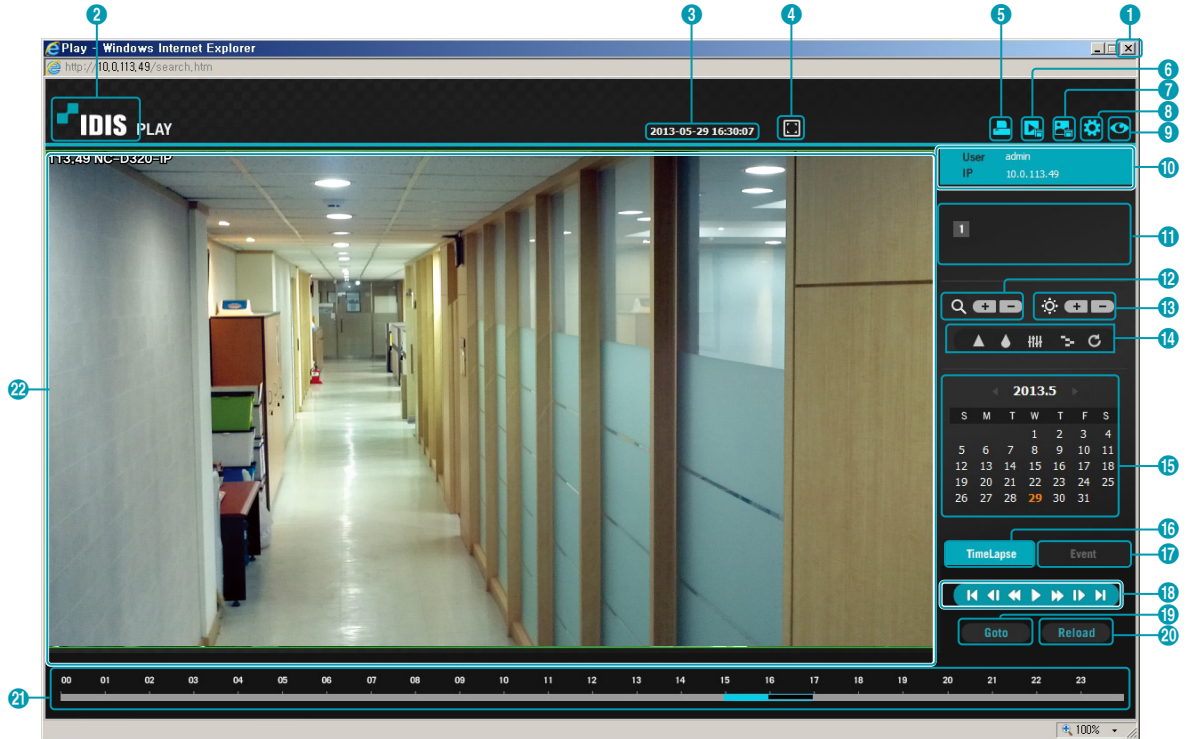 2
3
4
5
1
Play - Windows Internet Explorer
http://10.0.113.49/search.htm
6
7
8
9
IDIS PLAY
2013-05-29 16:30:07
113.49 NC-D320-IP
User admin
IP 10.0.113.49
10
1
11
12
13
14
2013.5
S M T W T F S
1 2 3 4
5 6 7 8 9 10 11
12 13 14 15 16 17 18
19 20 21 22 23 24 25
26 27 28 29 30 31
15
22
16
TimeLapse Event
17
18
19
Goto Reload
20
00 01 02 03 04 05 06 07 08 09 10 11 12 13 14 15 16 17 18 19 20 21 22 23
21
100%